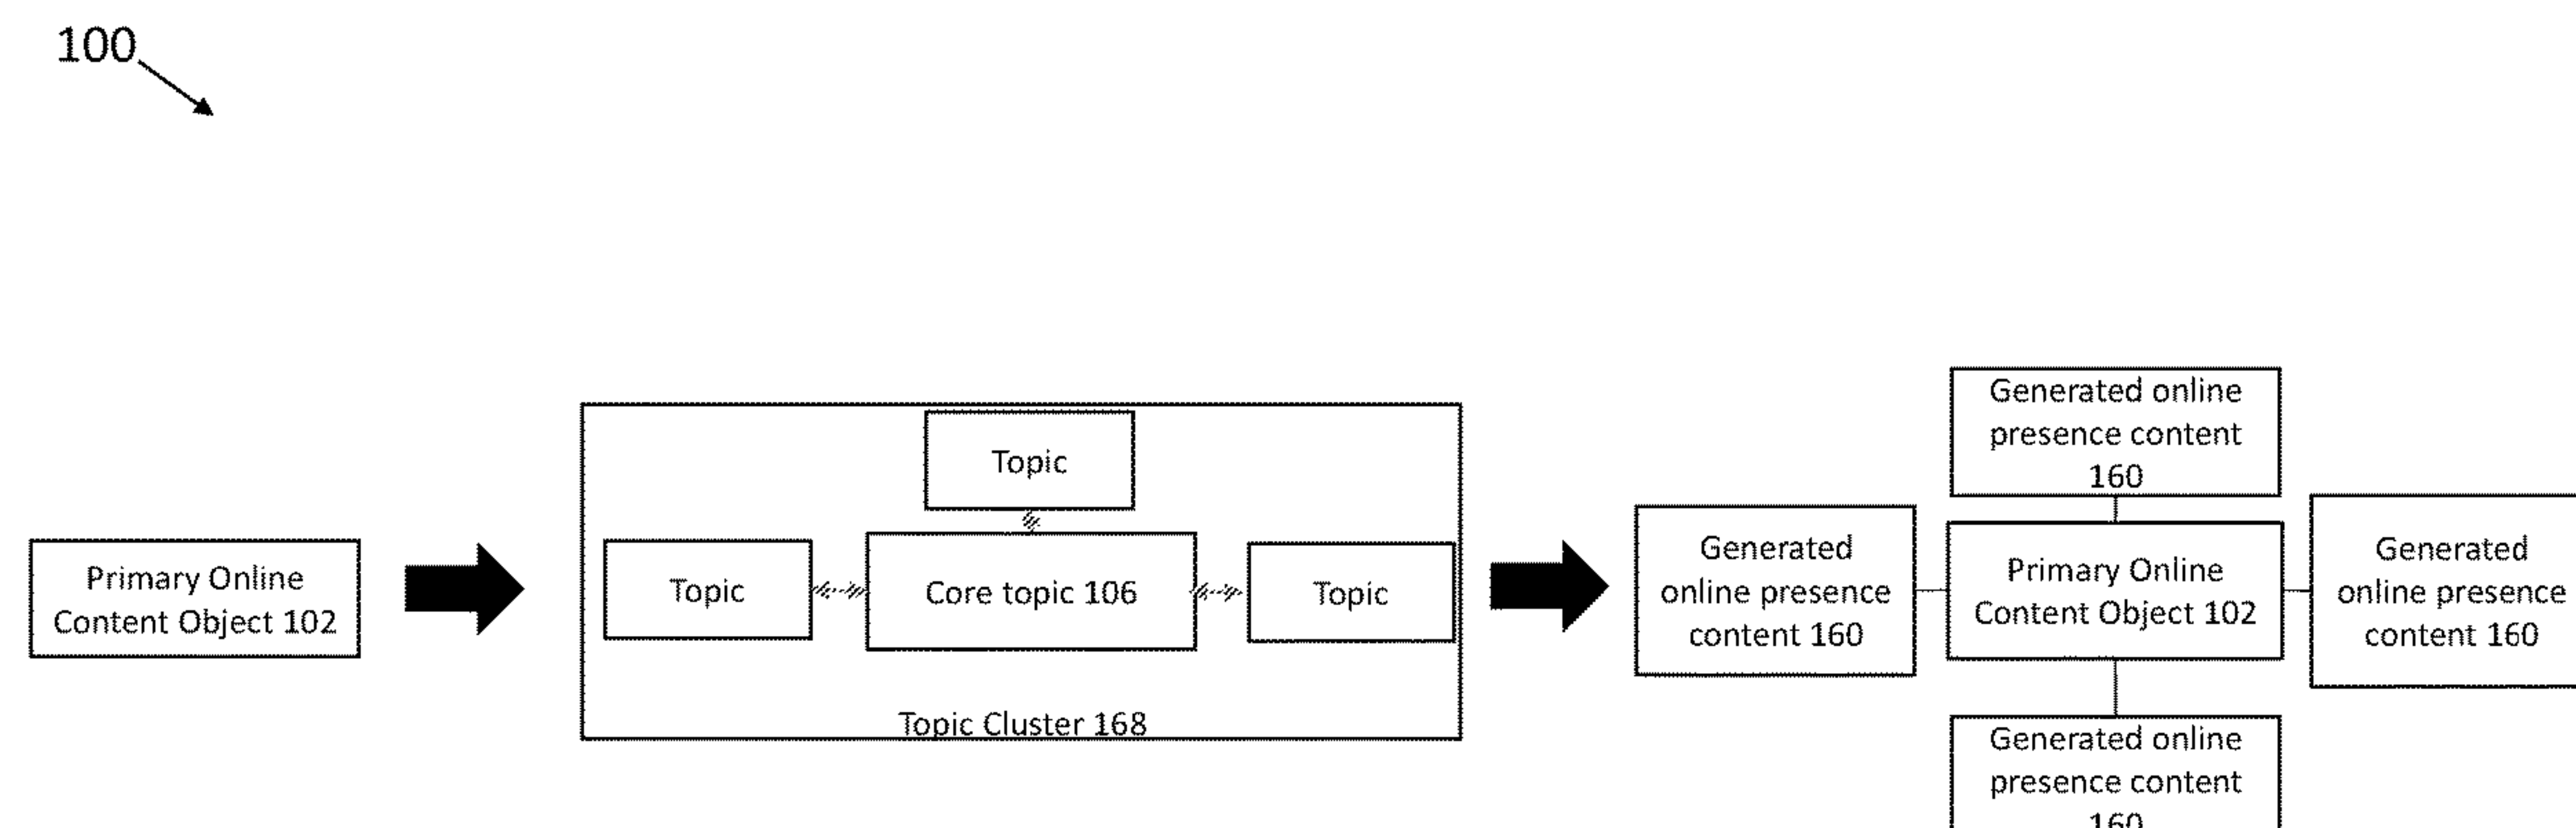 100
Primary Online
Content Object 102
Topic
Topic
Core topic 106
Topic
Topic Cluster 168
Generated online
presence content
160
Generated
online presence
content 160
Primary Online
Content Object 102
Generated
online presence
content 160
Generated online
presence content
160